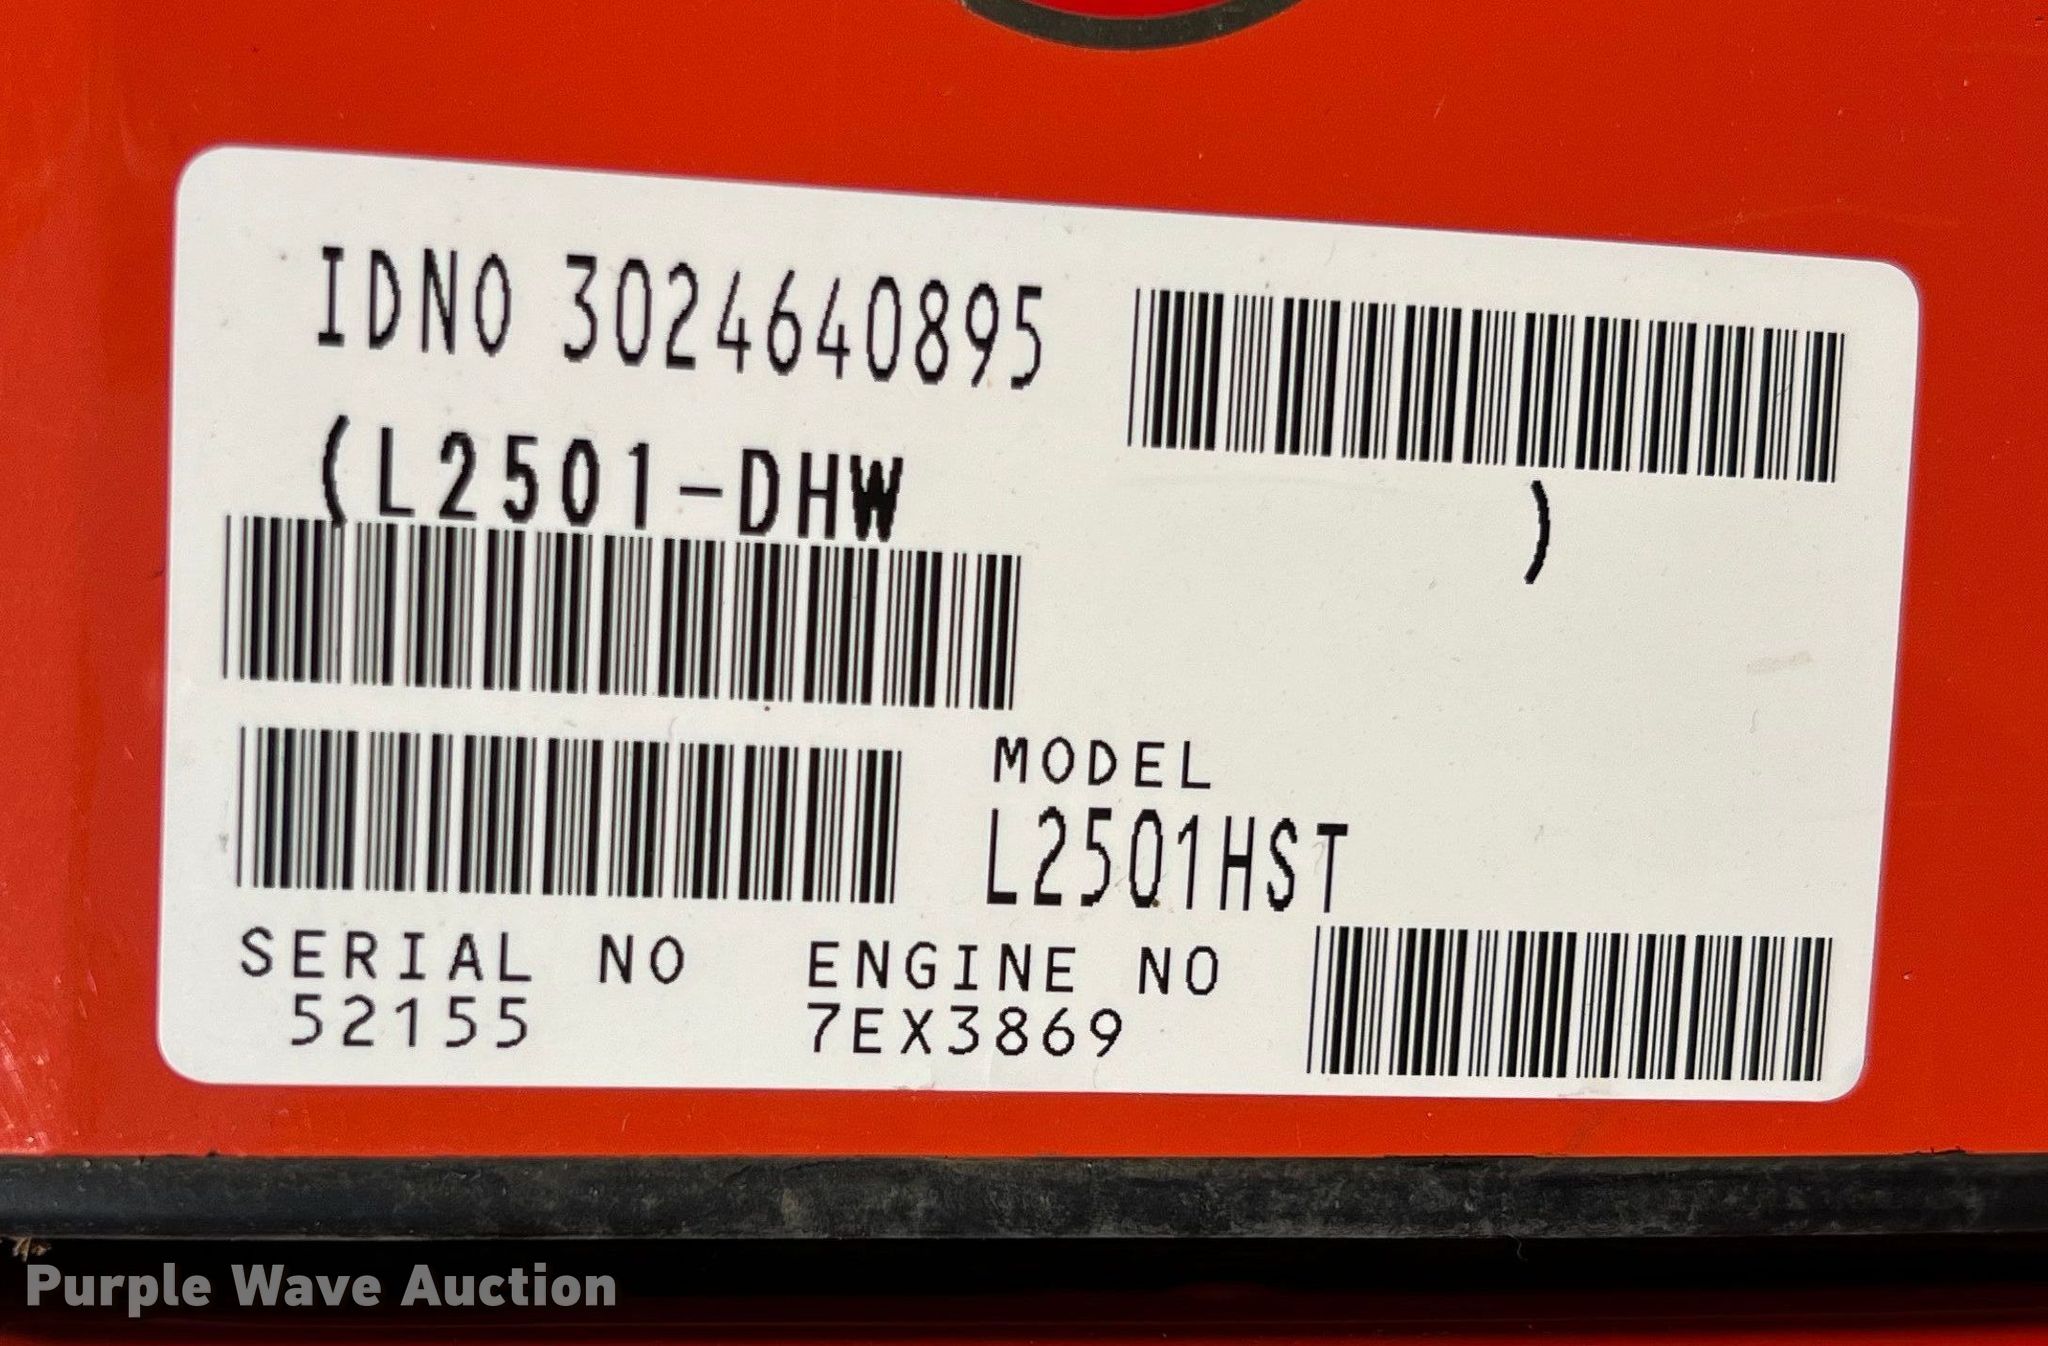 IDNO 3024640895
(L2501-DHW )
MODEL
L2501HST
SERIAL NO ENGINE NO
52155 7EX3869
Purple Wave Auction